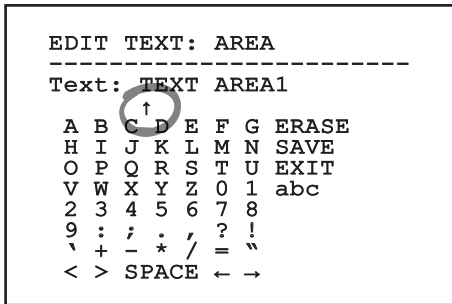 EDIT TEXT: AREA
------------------------
Text: TEXT AREA1
↑
A B C D E F G ERASE
H I J K L M N SAVE
O P Q R S T U EXIT
V W X Y Z 0 1 abc
2 3 4 5 6 7 8
9 : ; . , ? !
‵ + - * / = ‶
< > SPACE ← →